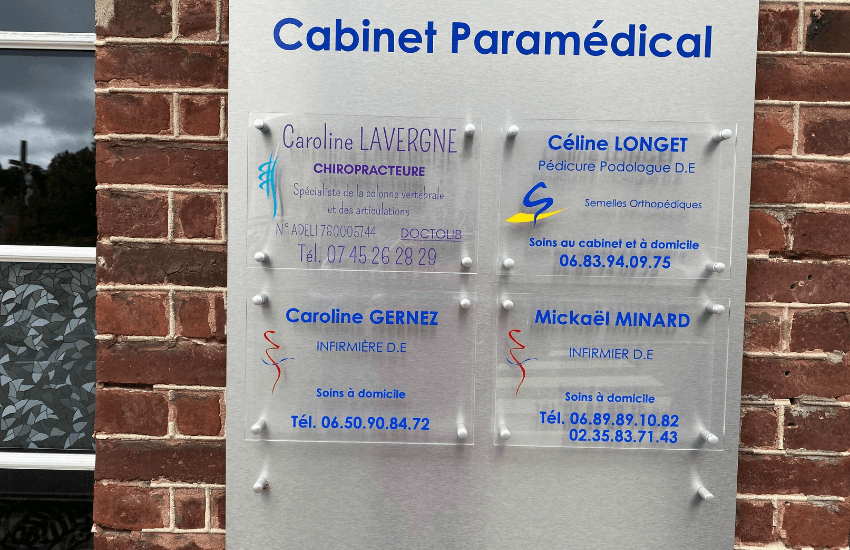 Cabinet Paramédical
Caroline LAVERGNE
CHIROPRACTEURE
Spécialiste de la colonne vertébrale
et des articulations
N° ADELI 760005744 DOCTOLIB
Tél. 07 45 26 28 29
Céline LONGET
Pédicure Podologue D.E
Semelles Orthopédiques
Soins au cabinet et à domicile
06.83.94.09.75
Caroline GERNEZ
INFIRMIÈRE D.E
Soins à domicile
Tél. 06.50.90.84.72
Mickaël MINARD
INFIRMIER D.E
Soins à domicile
Tél. 06.89.89.10.82
02.35.83.71.43